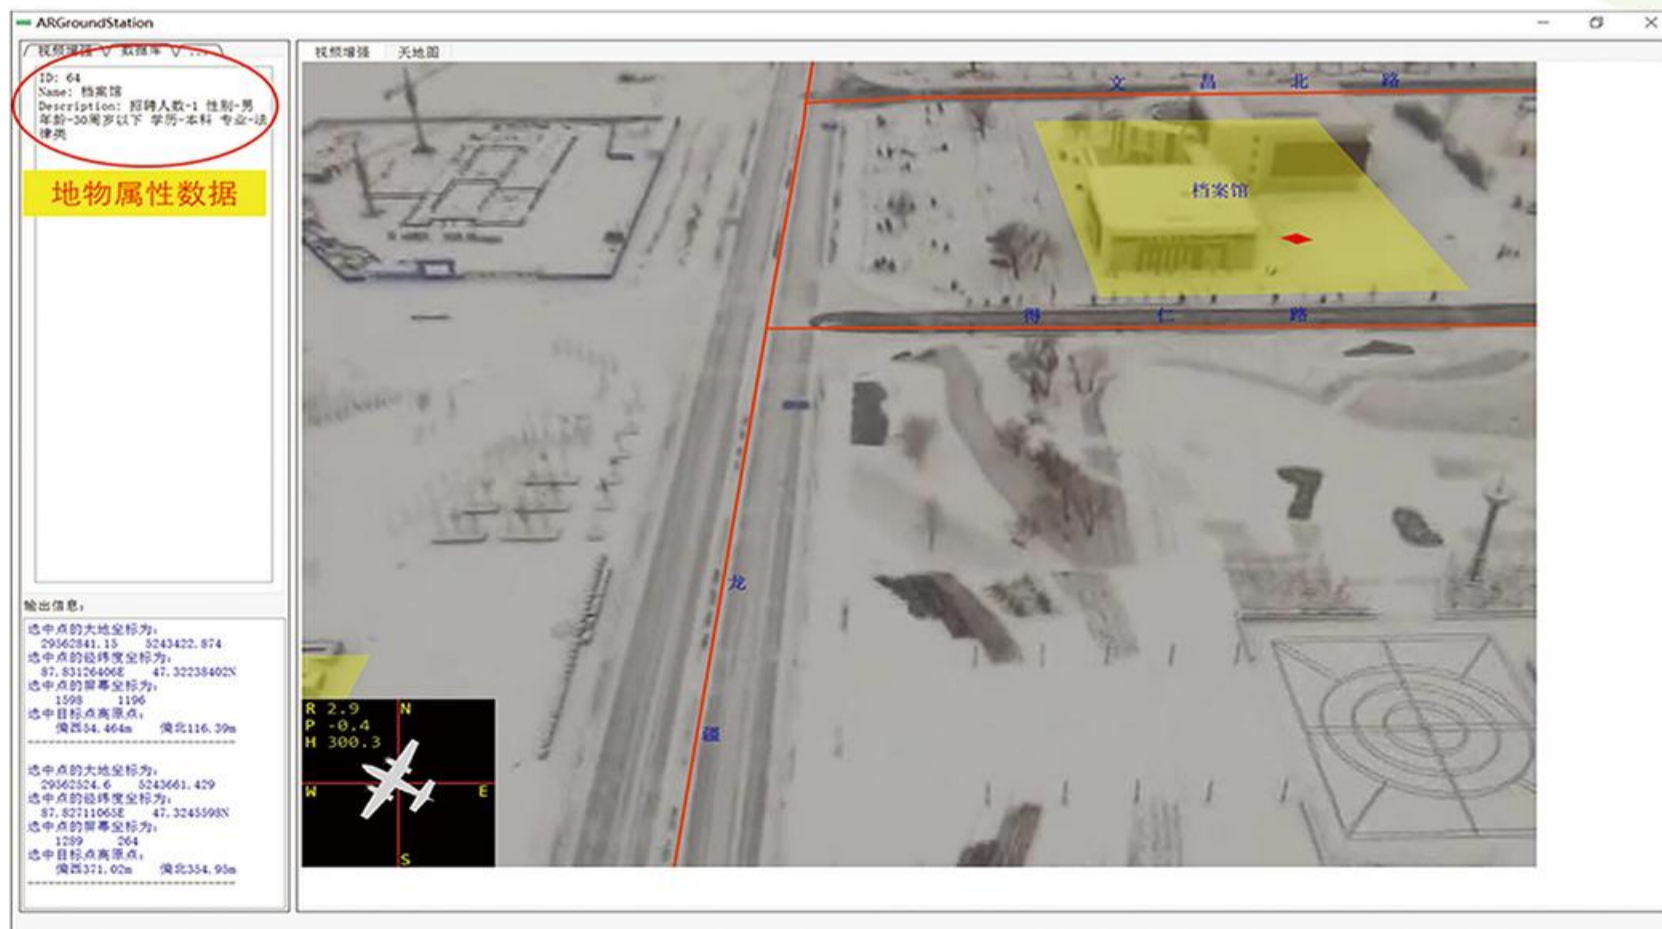 ARGroundStation
视频增强 数据库 ...
ID: 64
Name: 档案馆
Description: 招聘人数-1 性别-男
年龄-30周岁以下 学历-本科 专业-法
律类
地物属性数据
输出信息:
选中点的大地坐标为:
29562841.15 5243422.874
选中点的经纬度坐标为:
87.83126406E 47.32238402N
选中点的屏幕坐标为:
1598 1196
选中目标点离原点:
偏西54.464m 偏北116.39m
选中点的大地坐标为:
29562524.6 5243661.429
选中点的经纬度坐标为:
87.82711065E 47.3245598N
选中点的屏幕坐标为:
1289 264
选中目标点离原点:
偏西371.02m 偏北354.95m
视频增强 天地图
文昌北路
档案馆
得仁路
龙
疆
R 2.9
P -0.4
H 300.3
N
W
E
S